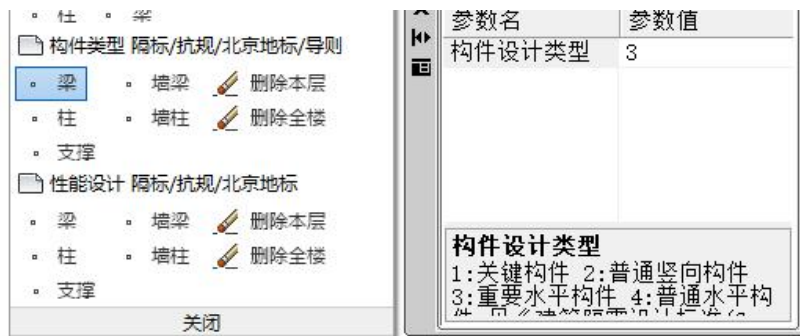 柱 梁
构件类型 隔标/抗规/北京地标/导则
梁 墙梁 删除本层
柱 墙柱 删除全楼
支撑
性能设计 隔标/抗规/北京地标
梁 墙梁 删除本层
柱 墙柱 删除全楼
支撑
关闭
参数名 参数值
构件设计类型 3
构件设计类型
1:关键构件 2:普通竖向构件
3:重要水平构件 4:普通水平构
件